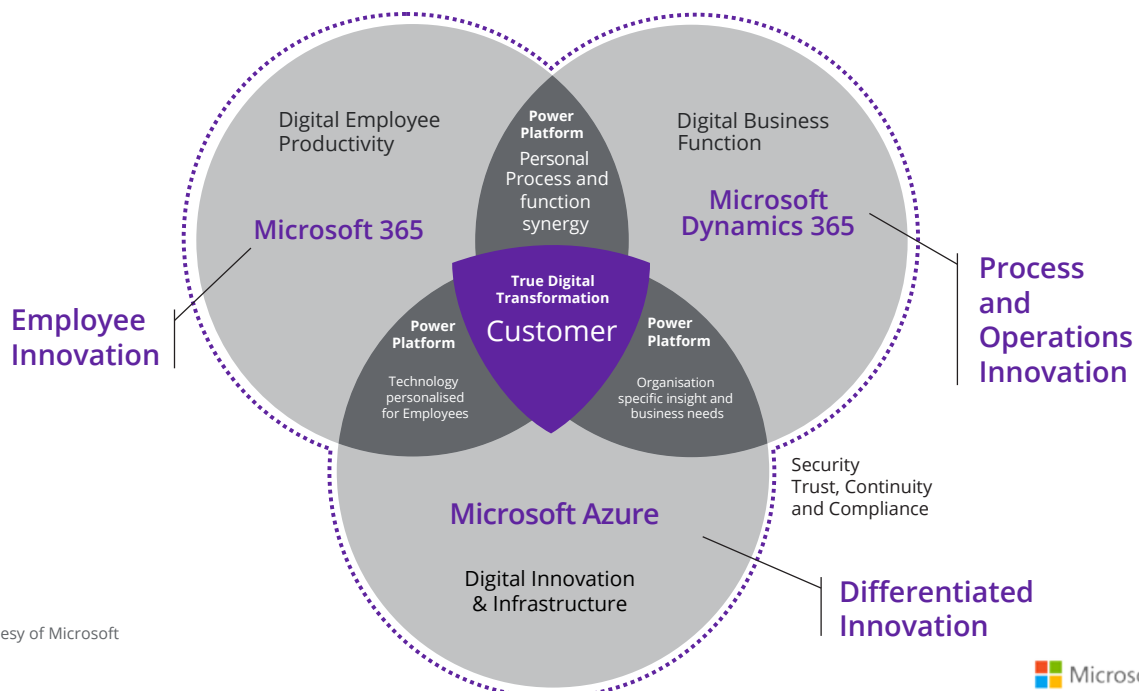 Digital Employee
Productivity
Microsoft 365
Power
Platform
Personal
Process and
function
synergy
Digital Business
Function
Microsoft
Dynamics 365
Employee
Innovation
Process
and
Operations
Innovation
True Digital
Transformation
Customer
Power
Platform
Technology
personalised
for Employees
Power
Platform
Organisation
specific insight and
business needs
Security
Trust, Continuity
and Compliance
Microsoft Azure
Digital Innovation
& Infrastructure
Differentiated
Innovation
esy of Microsoft
Microso